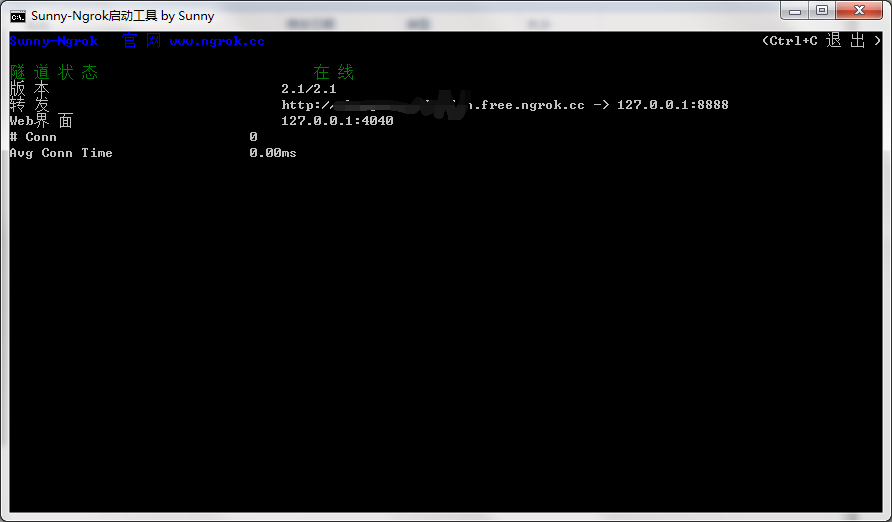 Sunny-Ngrok启动工具 by Sunny
Sunny-Ngrok 官 网 www.ngrok.cc (Ctrl+C 退 出 )
隧 道 状 态 在 线
版 本 2.1/2.1
转 发 http:/ .free.ngrok.cc -> 127.0.0.1:8888
Web界 面 127.0.0.1:4040
# Conn 0
Avg Conn Time 0.00ms